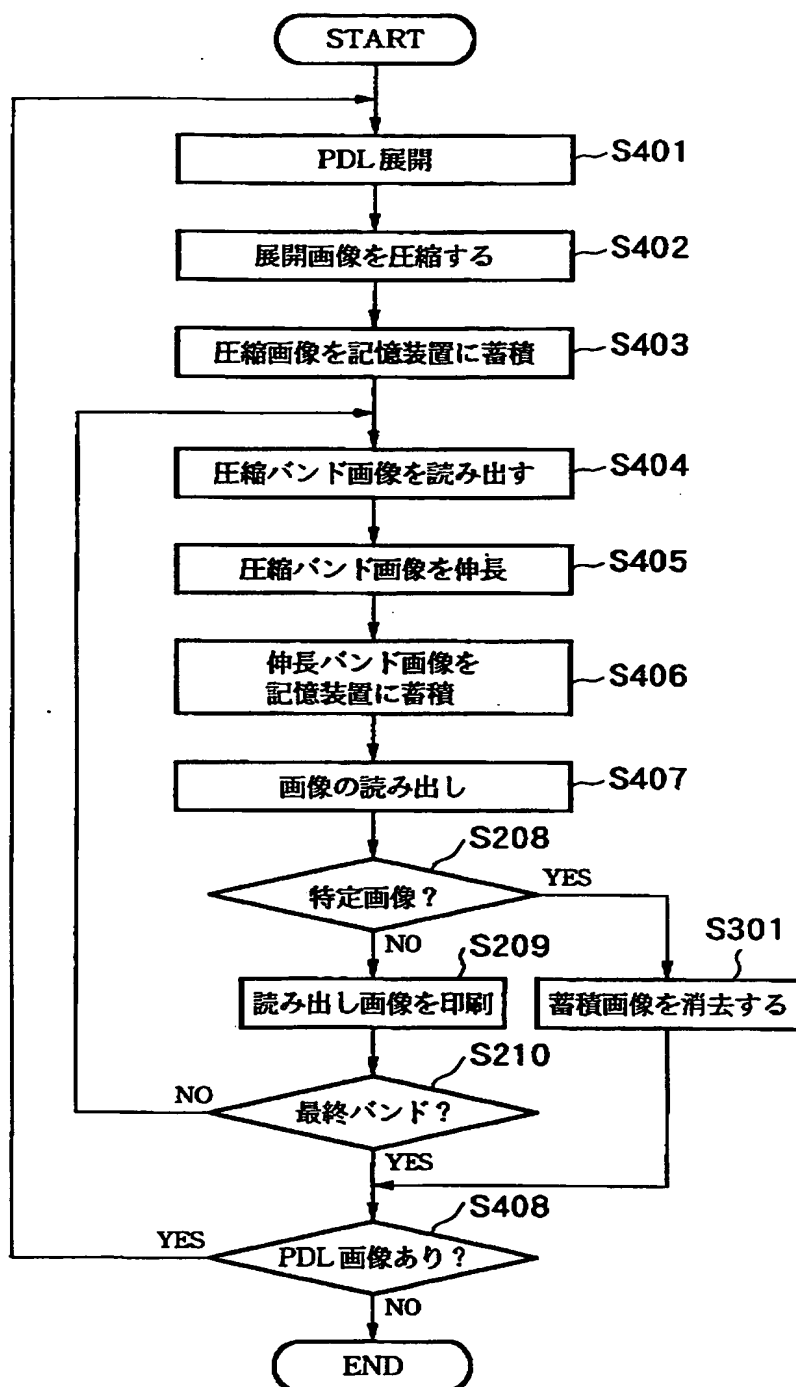 START
PDL 展開
S401
展開画像を圧縮する
S402
圧縮画像を記憶装置に蓄積
S403
圧縮バンド画像を読み出す
S404
圧縮バンド画像を伸長
S405
伸長バンド画像を
記憶装置に蓄積
S406
画像の読み出し
S407
S208
特定画像？
YES
NO
S209
S301
読み出し画像を印刷
蓄積画像を消去する
S210
NO
最終バンド？
YES
S408
YES
PDL 画像あり？
NO
END